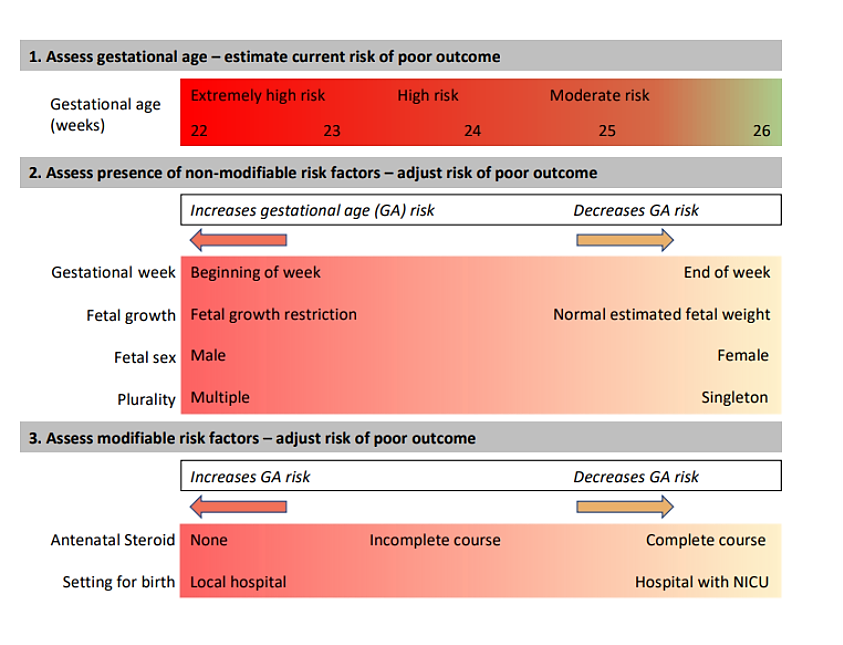 1. Assess gestational age – estimate current risk of poor outcome
Gestational age
(weeks)
Extremely high risk High risk Moderate risk
22 23 24 25 26
2. Assess presence of non-modifiable risk factors – adjust risk of poor outcome
Increases gestational age (GA) risk Decreases GA risk
Gestational week Beginning of week End of week
Fetal growth Fetal growth restriction Normal estimated fetal weight
Fetal sex Male Female
Plurality Multiple Singleton
3. Assess modifiable risk factors – adjust risk of poor outcome
Increases GA risk Decreases GA risk
Antenatal Steroid None Incomplete course Complete course
Setting for birth Local hospital Hospital with NICU